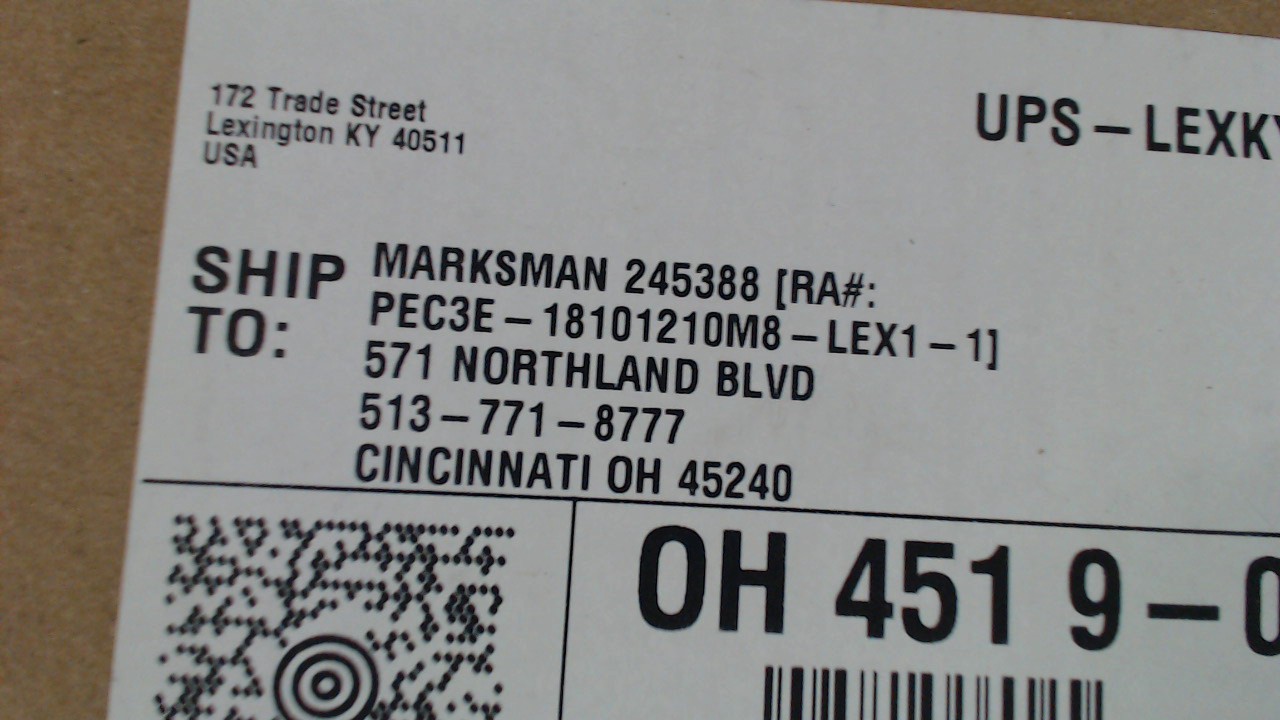 172 Trade Street
Lexington KY 40511
USA
UPS – LEXKY
SHIP TO:
MARKSMAN 245388 [RA#:
PEC3E – 18101210M8 – LEX1 – 1]
571 NORTHLAND BLVD
513 – 771 – 8777
CINCINNATI OH 45240
OH 451 9 – 0